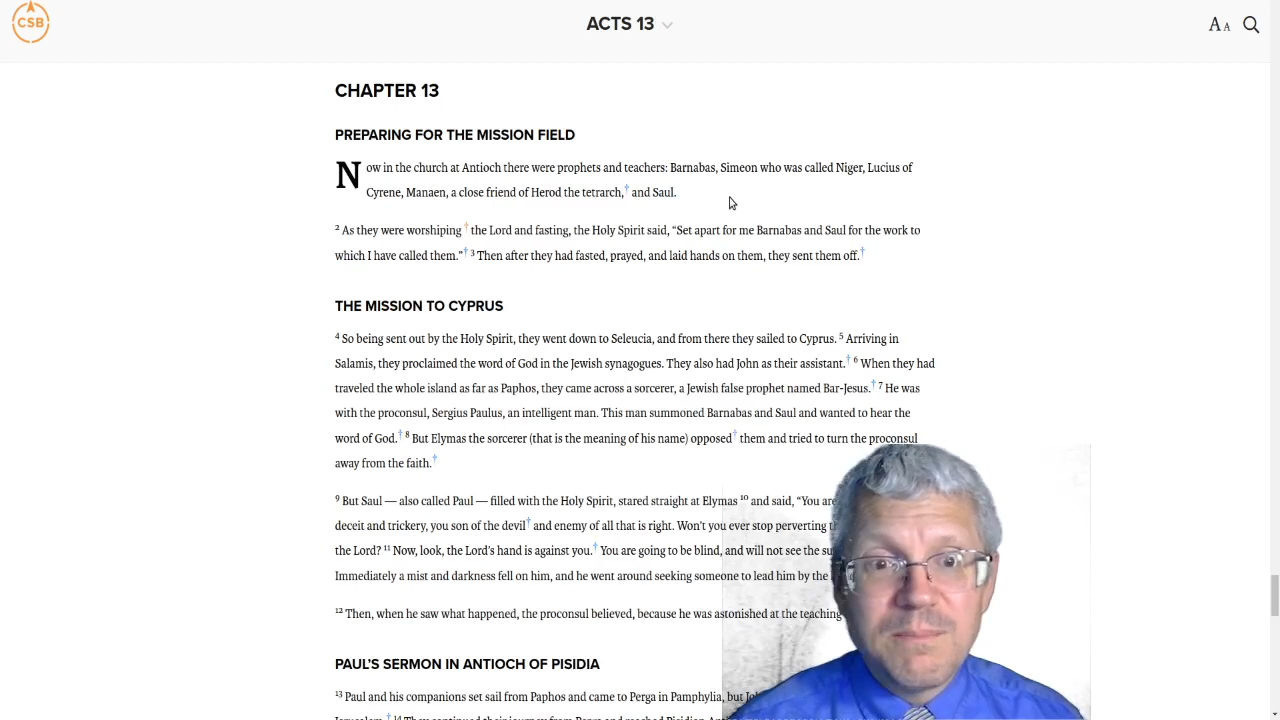 CSB
ACTS 13
AA
CHAPTER 13
PREPARING FOR THE MISSION FIELD
Now in the church at Antioch there were prophets and teachers: Barnabas, Simeon who was called Niger, Lucius of
Cyrene, Manaen, a close friend of Herod the tetrarch,† and Saul.
2 As they were worshiping † the Lord and fasting, the Holy Spirit said, “Set apart for me Barnabas and Saul for the work to
which I have called them.”† 3 Then after they had fasted, prayed, and laid hands on them, they sent them off.†
THE MISSION TO CYPRUS
4 So being sent out by the Holy Spirit, they went down to Seleucia, and from there they sailed to Cyprus. 5 Arriving in
Salamis, they proclaimed the word of God in the Jewish synagogues. They also had John as their assistant.† 6 When they had
traveled the whole island as far as Paphos, they came across a sorcerer, a Jewish false prophet named Bar-Jesus.† 7 He was
with the proconsul, Sergius Paulus, an intelligent man. This man summoned Barnabas and Saul and wanted to hear the
word of God.† 8 But Elymas the sorcerer (that is the meaning of his name) opposed† them and tried to turn the proconsul
away from the faith.†
9 But Saul — also called Paul — filled with the Holy Spirit, stared straight at Elymas 10 and said, “You are
deceit and trickery, you son of the devil† and enemy of all that is right. Won’t you ever stop perverting
the Lord? 11 Now, look, the Lord’s hand is against you.† You are going to be blind, and will not see the
Immediately a mist and darkness fell on him, and he went around seeking someone to lead him by the
12 Then, when he saw what happened, the proconsul believed, because he was astonished at the teaching
PAUL’S SERMON IN ANTIOCH OF PISIDIA
13 Paul and his companions set sail from Paphos and came to Perga in Pamphylia, but